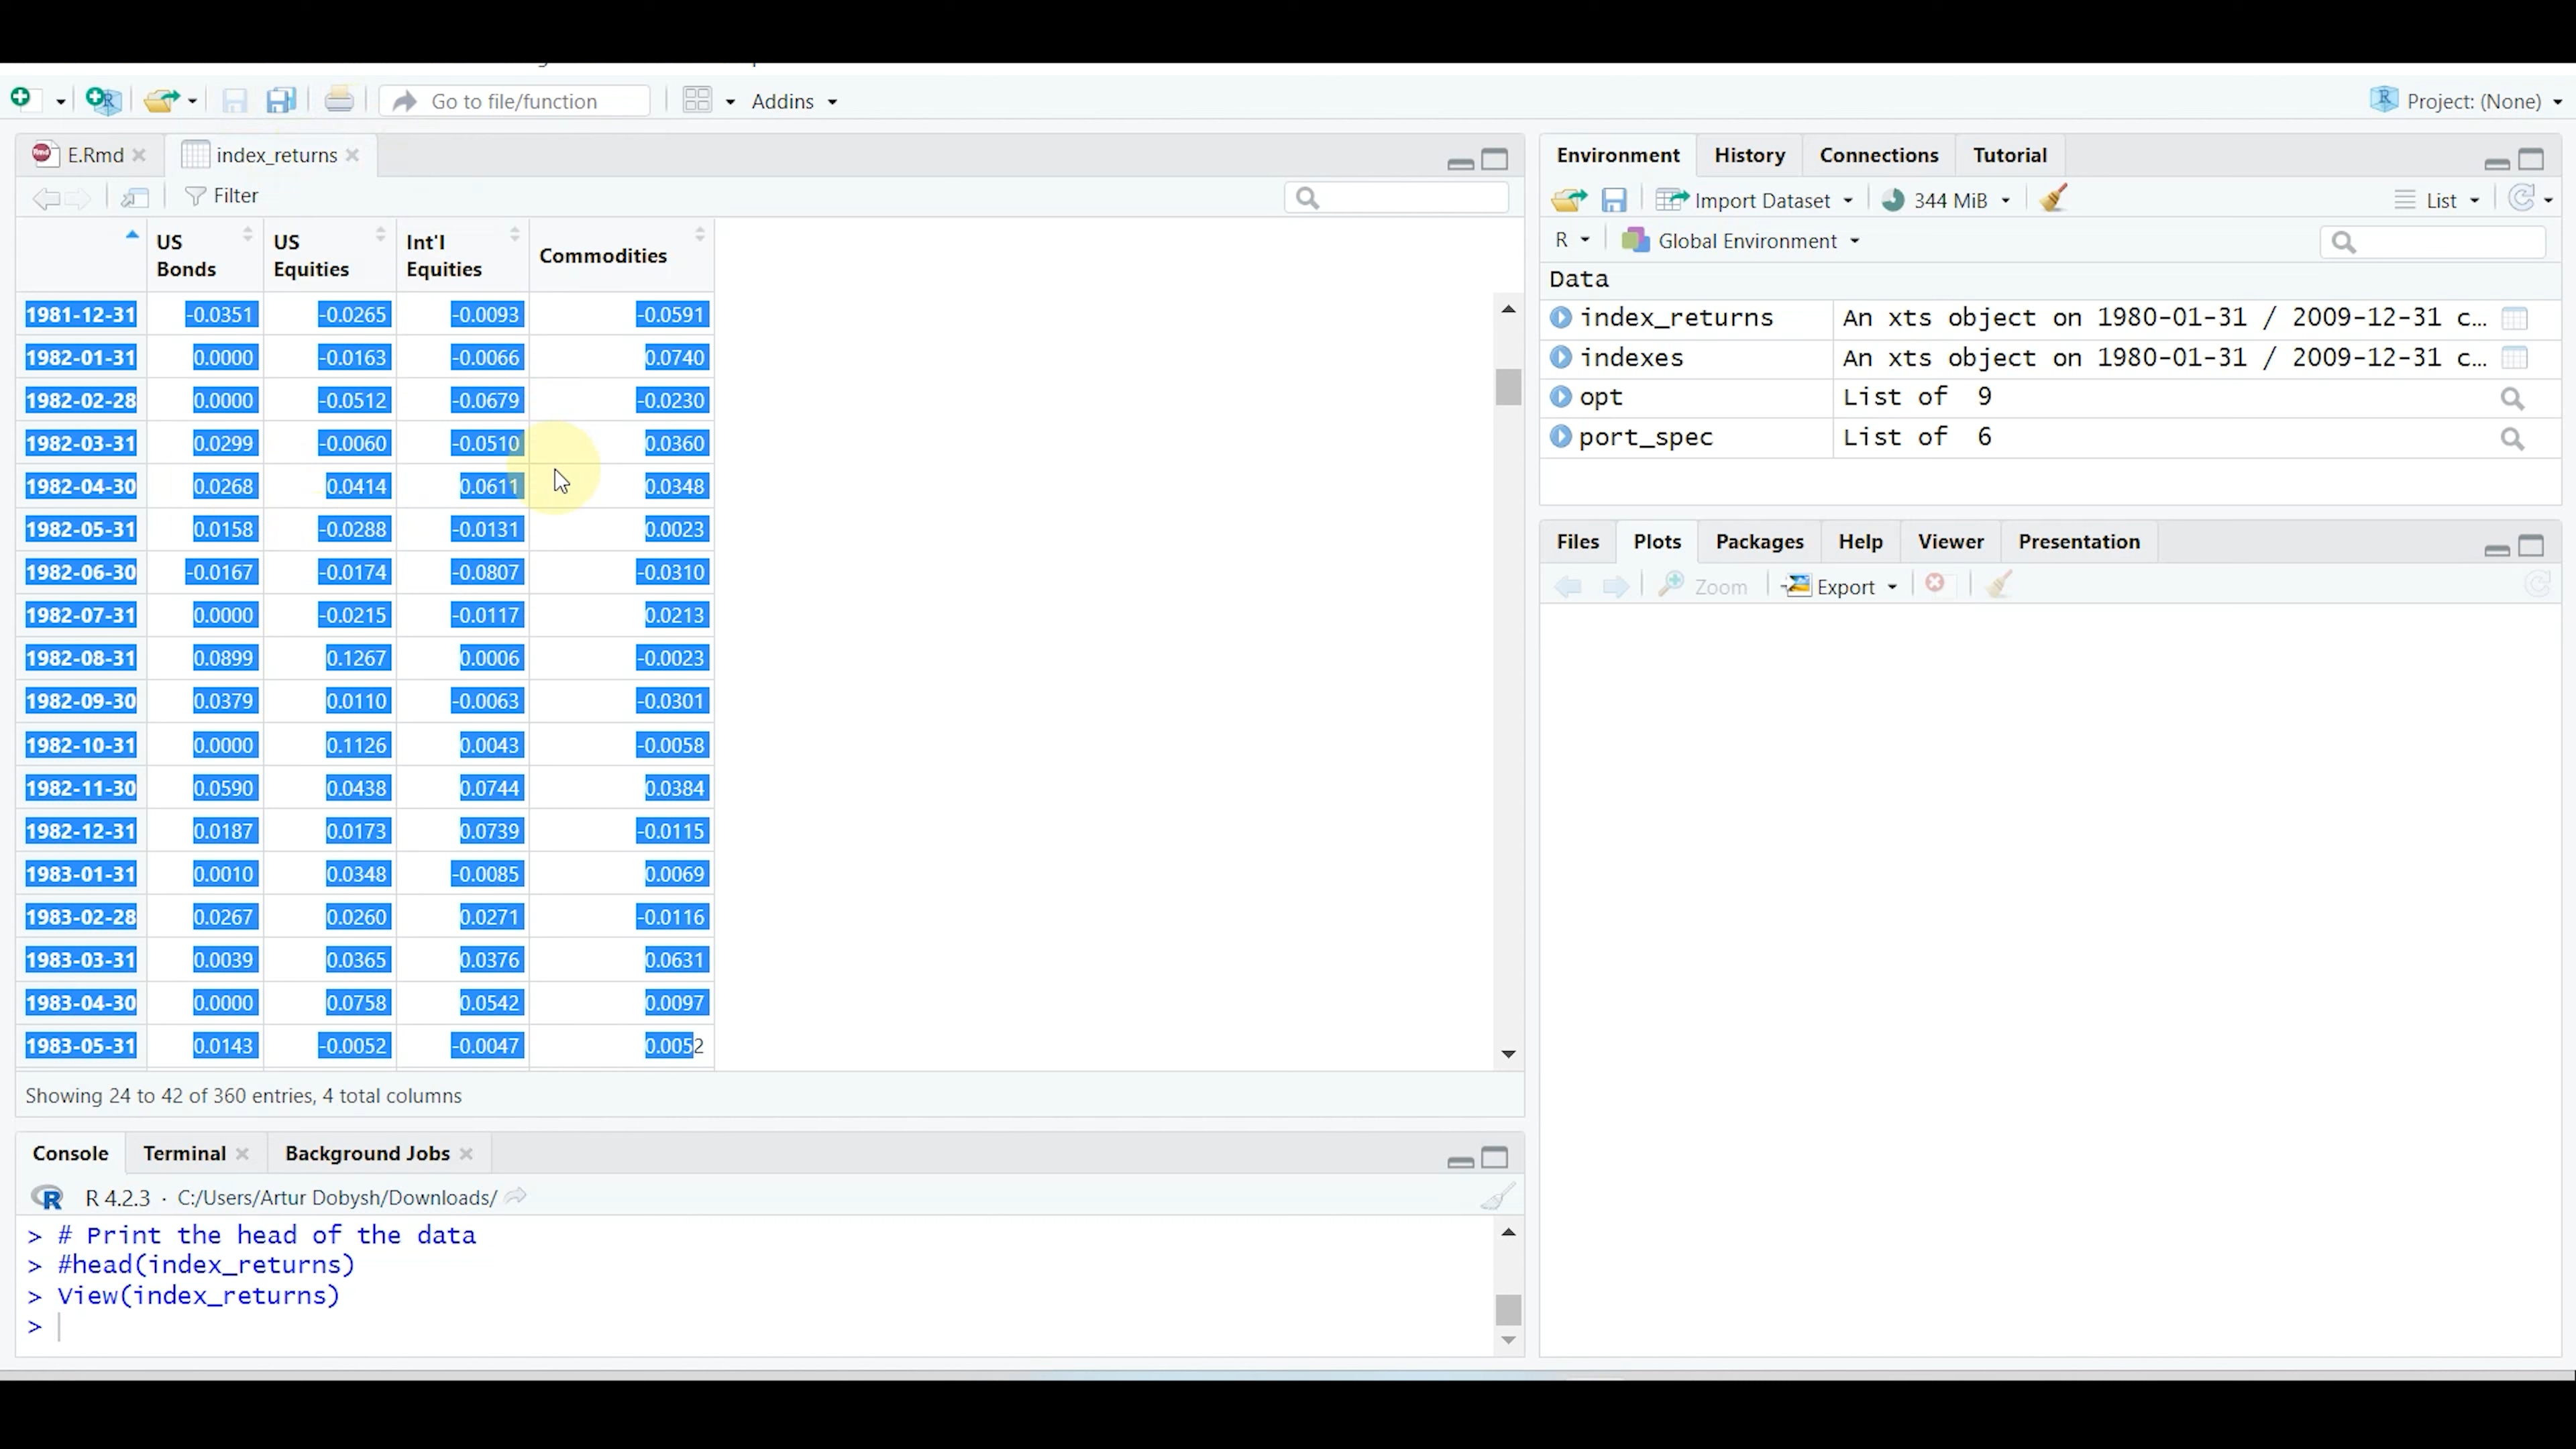 Go to file/function
Addins
Project: (None)
E.Rmd
index_returns
Filter
US Bonds
US Equities
Int'l Equities
Commodities
1981-12-31 -0.0351 -0.0265 -0.0093 -0.0591
1982-01-31 0.0000 -0.0163 -0.0066 0.0740
1982-02-28 0.0000 -0.0512 -0.0679 -0.0230
1982-03-31 0.0299 -0.0060 -0.0510 0.0360
1982-04-30 0.0268 0.0414 0.0611 0.0348
1982-05-31 0.0158 -0.0288 -0.0131 0.0023
1982-06-30 -0.0167 -0.0174 -0.0807 -0.0310
1982-07-31 0.0000 -0.0215 -0.0117 0.0213
1982-08-31 0.0899 0.1267 0.0006 -0.0023
1982-09-30 0.0379 0.0110 -0.0063 -0.0301
1982-10-31 0.0000 0.1126 0.0043 -0.0058
1982-11-30 0.0590 0.0438 0.0744 0.0384
1982-12-31 0.0187 0.0173 0.0739 -0.0115
1983-01-31 0.0010 0.0348 -0.0085 0.0069
1983-02-28 0.0267 0.0260 0.0271 -0.0116
1983-03-31 0.0039 0.0365 0.0376 0.0631
1983-04-30 0.0000 0.0758 0.0542 0.0097
1983-05-31 0.0143 -0.0052 -0.0047 0.0052
Showing 24 to 42 of 360 entries, 4 total columns
Console Terminal Background Jobs
R 4.2.3 · C:/Users/Artur Dobysh/Downloads/
> # Print the head of the data
> #head(index_returns)
> View(index_returns)
>
Environment History Connections Tutorial
Import Dataset 344 MiB List
R Global Environment
Data
index_returns An xts object on 1980-01-31 / 2009-12-31 c…
indexes An xts object on 1980-01-31 / 2009-12-31 c…
opt List of 9
port_spec List of 6
Files Plots Packages Help Viewer Presentation
Zoom Export